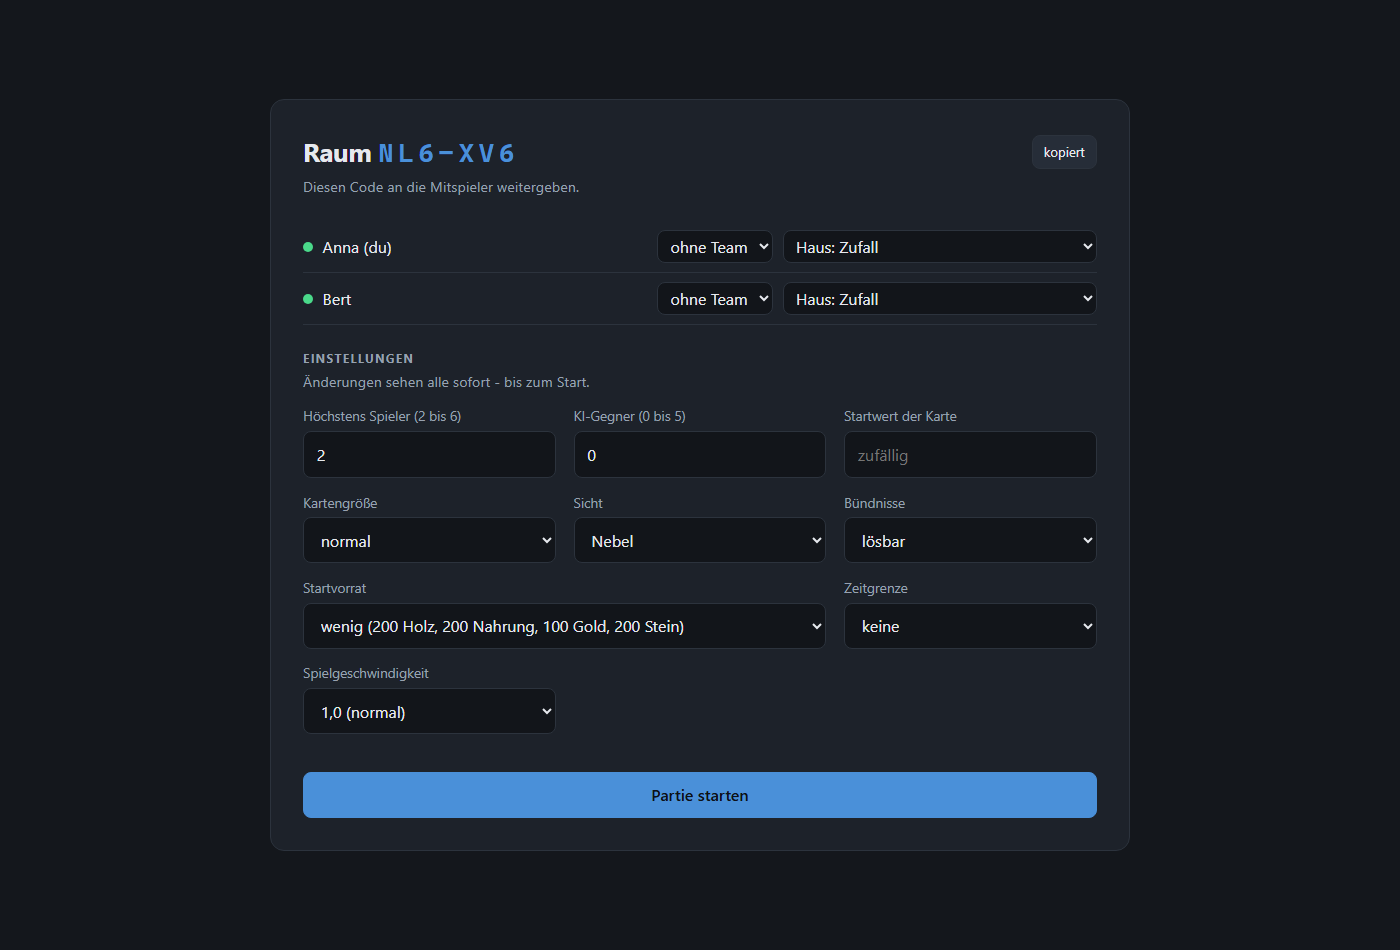 Raum NL6-XV6
kopiert
Diesen Code an die Mitspieler weitergeben.
Anna (du)
ohne Team
Haus: Zufall
Bert
ohne Team
Haus: Zufall
EINSTELLUNGEN
Änderungen sehen alle sofort - bis zum Start.
Höchstens Spieler (2 bis 6)
KI-Gegner (0 bis 5)
Startwert der Karte
2
0
zufällig
Kartengröße
Sicht
Bündnisse
normal
Nebel
lösbar
Startvorrat
Zeitgrenze
wenig (200 Holz, 200 Nahrung, 100 Gold, 200 Stein)
keine
Spielgeschwindigkeit
1,0 (normal)
Partie starten